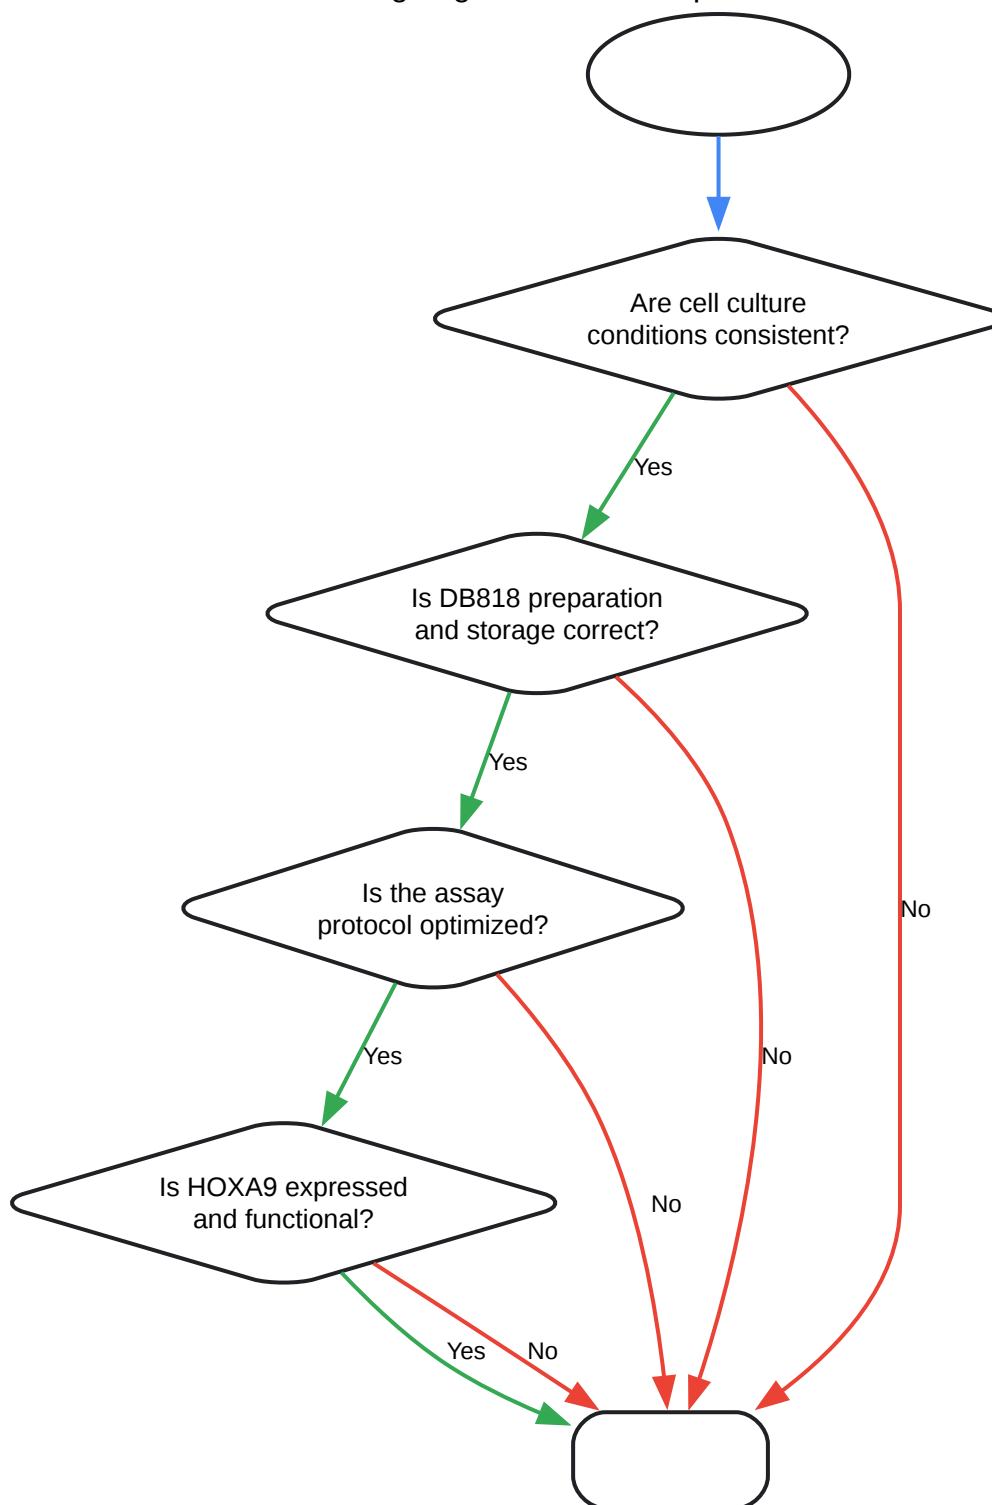 Are cell culture
conditions consistent?
Yes
Is DB818 preparation
and storage correct?
Yes
Is the assay
protocol optimized?
No
Yes
No
Is HOXA9 expressed
and functional?
No
Yes
No